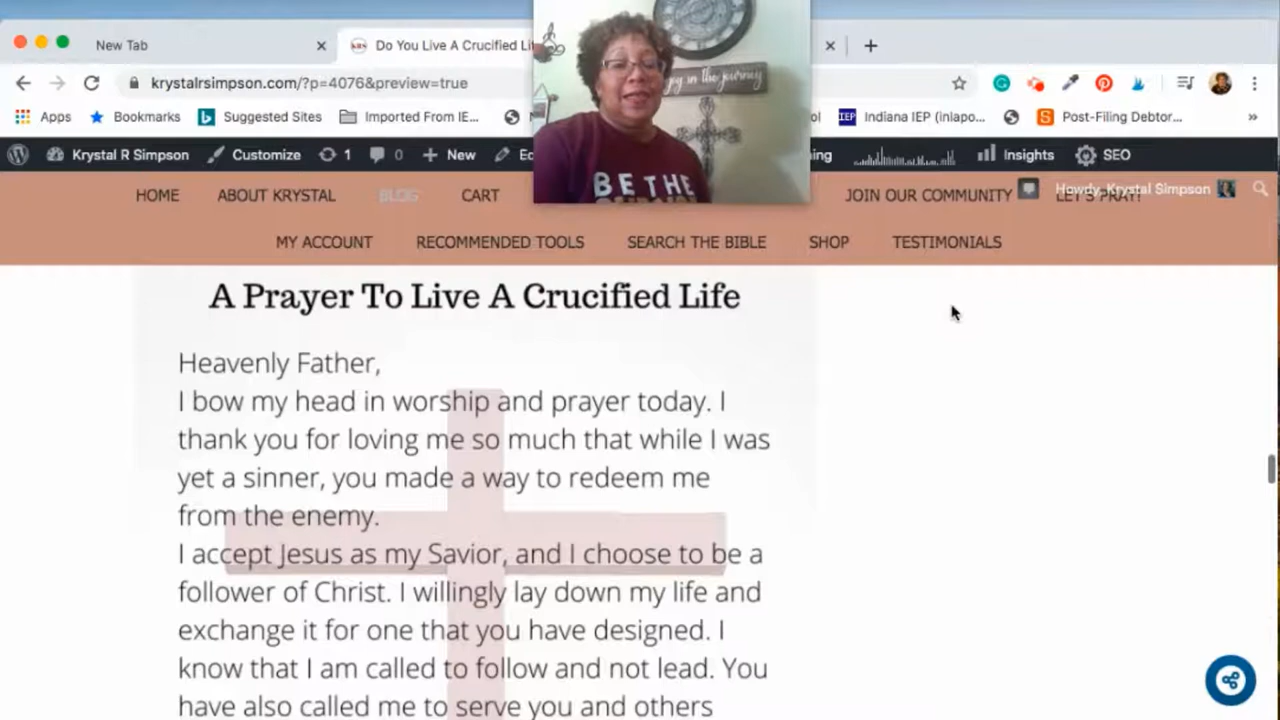 New Tab
Do You Live A Crucified Li
krystalrsimpson.com/?p=4076&preview=true
Apps
Bookmarks
Suggested Sites
Imported From IE...
IEP
Indiana IEP (inlapo...
Post-Filing Debtor...
Krystal R Simpson
Customize
1
0
New
Insights
SEO
in the journey
BE THE
HOME
ABOUT KRYSTAL
BLOG
CART
JOIN OUR COMMUNITY
LET'S PRAY!
Howdy, Krystal Simpson
MY ACCOUNT
RECOMMENDED TOOLS
SEARCH THE BIBLE
SHOP
TESTIMONIALS
A Prayer To Live A Crucified Life
Heavenly Father,
I bow my head in worship and prayer today. I
thank you for loving me so much that while I was
yet a sinner, you made a way to redeem me
from the enemy.
I accept Jesus as my Savior, and I choose to be a
follower of Christ. I willingly lay down my life and
exchange it for one that you have designed. I
know that I am called to follow and not lead. You
have also called me to serve you and others